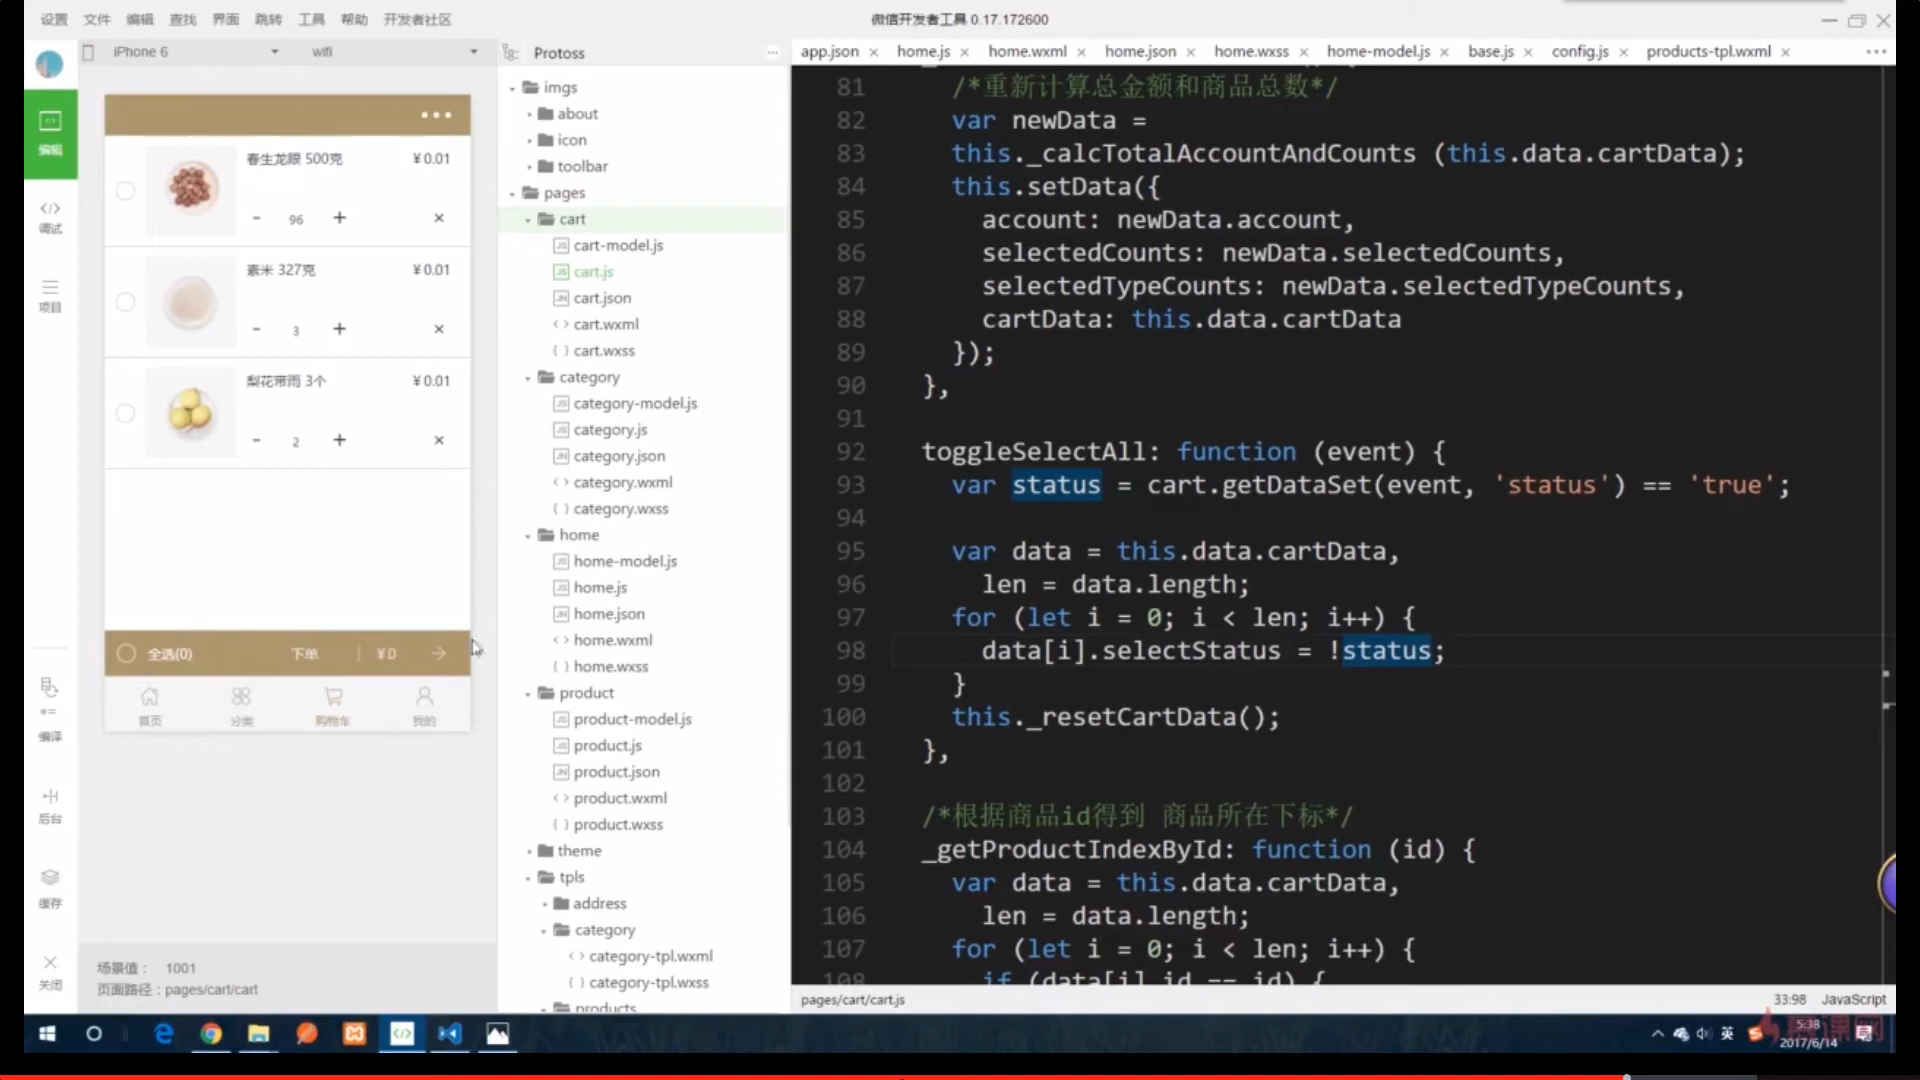 设置 文件 编辑 查找 界面 跳转 工具 帮助 开发者社区
微信开发者工具 0.17.172600
iPhone 6
wifi
编辑
调试
项目
编译
后台
缓存
关闭
春生龙眼 500克
¥0.01
- 96 + ×
素米 327克
¥0.01
- 3 + ×
梨花带雨 3个
¥0.01
- 2 + ×
全选(0) 下单 | ¥0 →
首页 分类 购物车 我的
场景值： 1001
页面路径：pages/cart/cart
Protoss
imgs
about
icon
toolbar
pages
cart
cart-model.js
cart.js
cart.json
cart.wxml
cart.wxss
category
category-model.js
category.js
category.json
category.wxml
category.wxss
home
home-model.js
home.js
home.json
home.wxml
home.wxss
product
product-model.js
product.js
product.json
product.wxml
product.wxss
theme
tpls
address
category
category-tpl.wxml
category-tpl.wxss
products
app.json × home.js × home.wxml × home.json × home.wxss × home-model.js × base.js × config.js × products-tpl.wxml ×
81 /*重新计算总金额和商品总数*/
82 var newData =
83 this._calcTotalAccountAndCounts (this.data.cartData);
84 this.setData({
85 account: newData.account,
86 selectedCounts: newData.selectedCounts,
87 selectedTypeCounts: newData.selectedTypeCounts,
88 cartData: this.data.cartData
89 });
90 },
91
92 toggleSelectAll: function (event) {
93 var status = cart.getDataSet(event, 'status') == 'true';
94
95 var data = this.data.cartData,
96 len = data.length;
97 for (let i = 0; i < len; i++) {
98 data[i].selectStatus = !status;
99 }
100 this._resetCartData();
101 },
102
103 /*根据商品id得到 商品所在下标*/
104 _getProductIndexById: function (id) {
105 var data = this.data.cartData,
106 len = data.length;
107 for (let i = 0; i < len; i++) {
108 if (data[i].id == id) {
pages/cart/cart.js
33:98 JavaScript
英
5:38
2017/6/14
慕课网